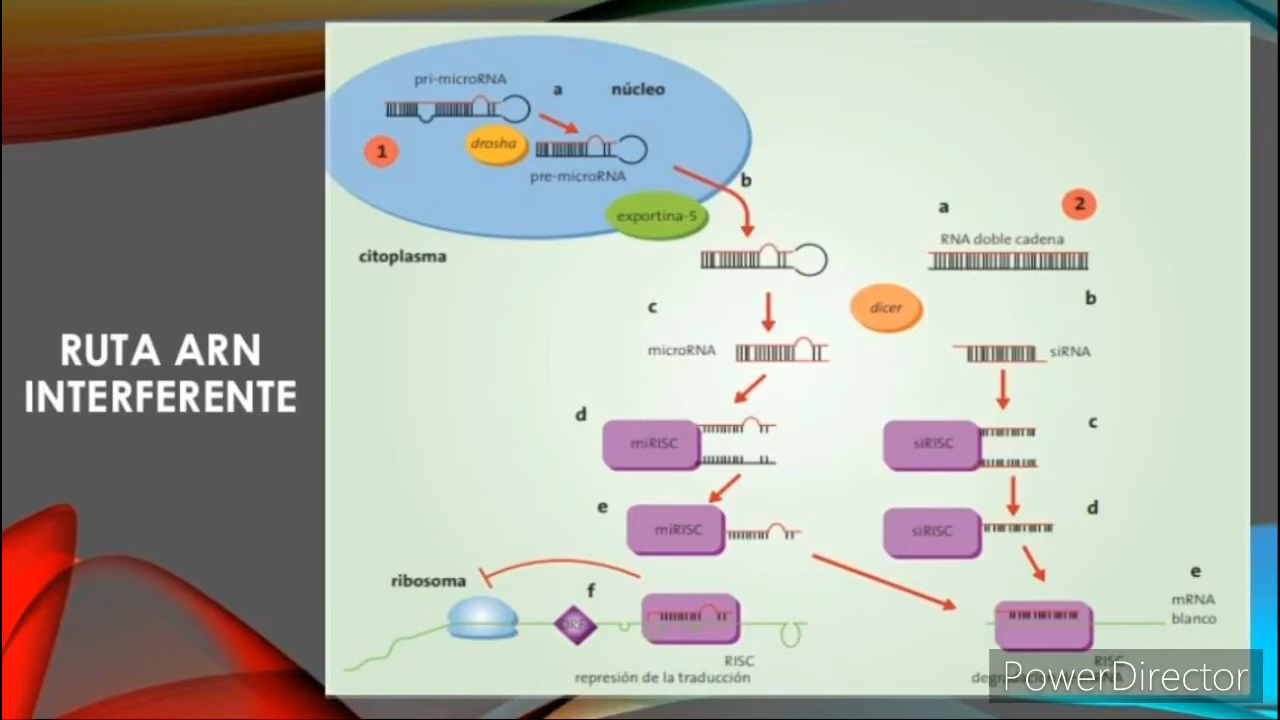 RUTA ARN
INTERFERENTE
pri-microRNA
a
núcleo
1
drosha
pre-microRNA
b
exportina-5
citoplasma
a
2
RNA doble cadena
c
dicer
b
microRNA
siRNA
d
miRISC
siRISC
c
e
miRISC
siRISC
d
ribosoma
f
e
mRNA
blanco
RISC
RISC
represión de la traducción
PowerDirector